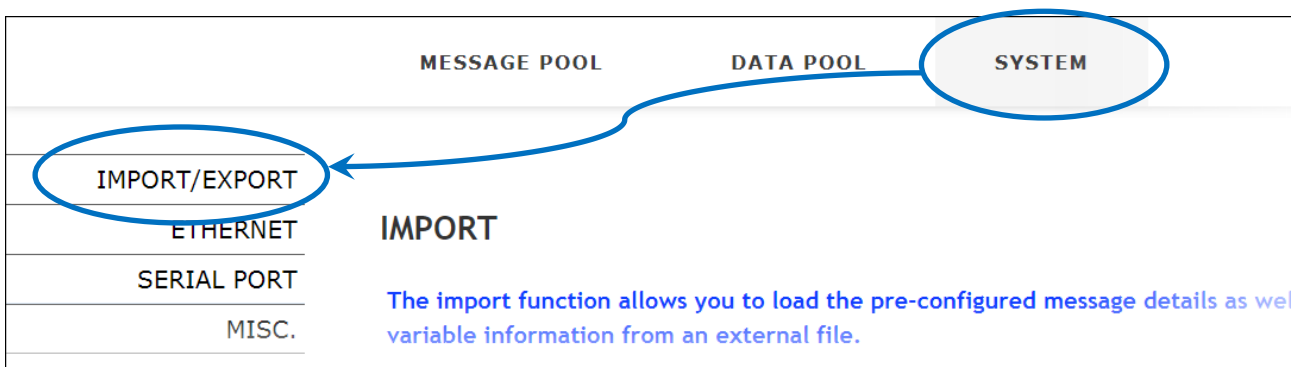 MESSAGE POOL DATA POOL SYSTEM
IMPORT/EXPORT
ETHERNET
SERIAL PORT
MISC.
IMPORT
The import function allows you to load the pre-configured message details as wel
variable information from an external file.